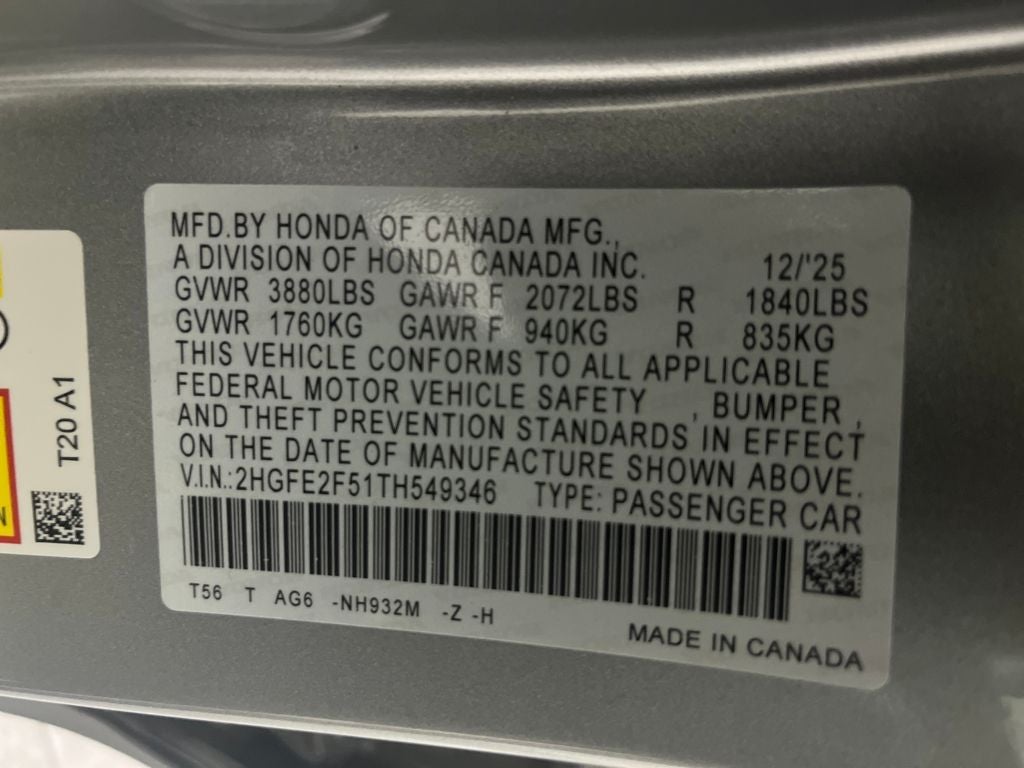 MFD.BY HONDA OF CANADA MFG.,
A DIVISION OF HONDA CANADA INC. 12/'25
GVWR 3880LBS GAWR F 2072LBS R 1840LBS
GVWR 1760KG GAWR F 940KG R 835KG
THIS VEHICLE CONFORMS TO ALL APPLICABLE
FEDERAL MOTOR VEHICLE SAFETY , BUMPER ,
AND THEFT PREVENTION STANDARDS IN EFFECT
ON THE DATE OF MANUFACTURE SHOWN ABOVE.
V.I.N.:2HGFE2F51TH549346 TYPE: PASSENGER CAR
T56 T AG6 -NH932M -Z -H
MADE IN CANADA
T20 A1
N